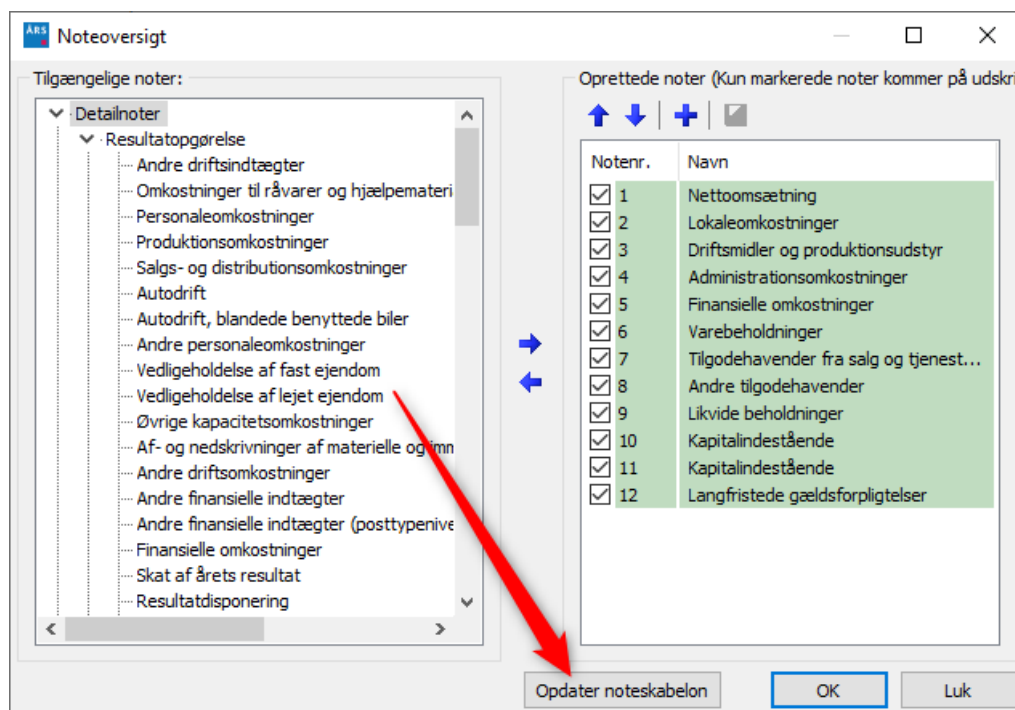 ÅRS
Noteoversigt
Tilgængelige noter:
Detailnoter
Resultatopgørelse
Andre driftsindtægter
Omkostninger til råvarer og hjælpemateri
Personaleomkostninger
Produktionsomkostninger
Salgs- og distributionsomkostninger
Autodrift
Autodrift, blandede benyttede biler
Andre personaleomkostninger
Vedligeholdelse af fast ejendom
Vedligeholdelse af lejet ejendom
Øvrige kapacitetsomkostninger
Af- og nedskrivninger af materielle og imm
Andre driftsomkostninger
Andre finansielle indtægter
Andre finansielle indtægter (posttypenive
Finansielle omkostninger
Skat af årets resultat
Resultatdisponering
Oprettede noter (Kun markerede noter kommer på udskri
Notenr. Navn
1 Nettoomsætning
2 Lokaleomkostninger
3 Driftsmidler og produktionsudstyr
4 Administrationsomkostninger
5 Finansielle omkostninger
6 Varebeholdninger
7 Tilgodehavender fra salg og tjenest...
8 Andre tilgodehavender
9 Likvide beholdninger
10 Kapitalindestående
11 Kapitalindestående
12 Langfristede gældsforpligtelser
Opdater noteskabelon OK Luk